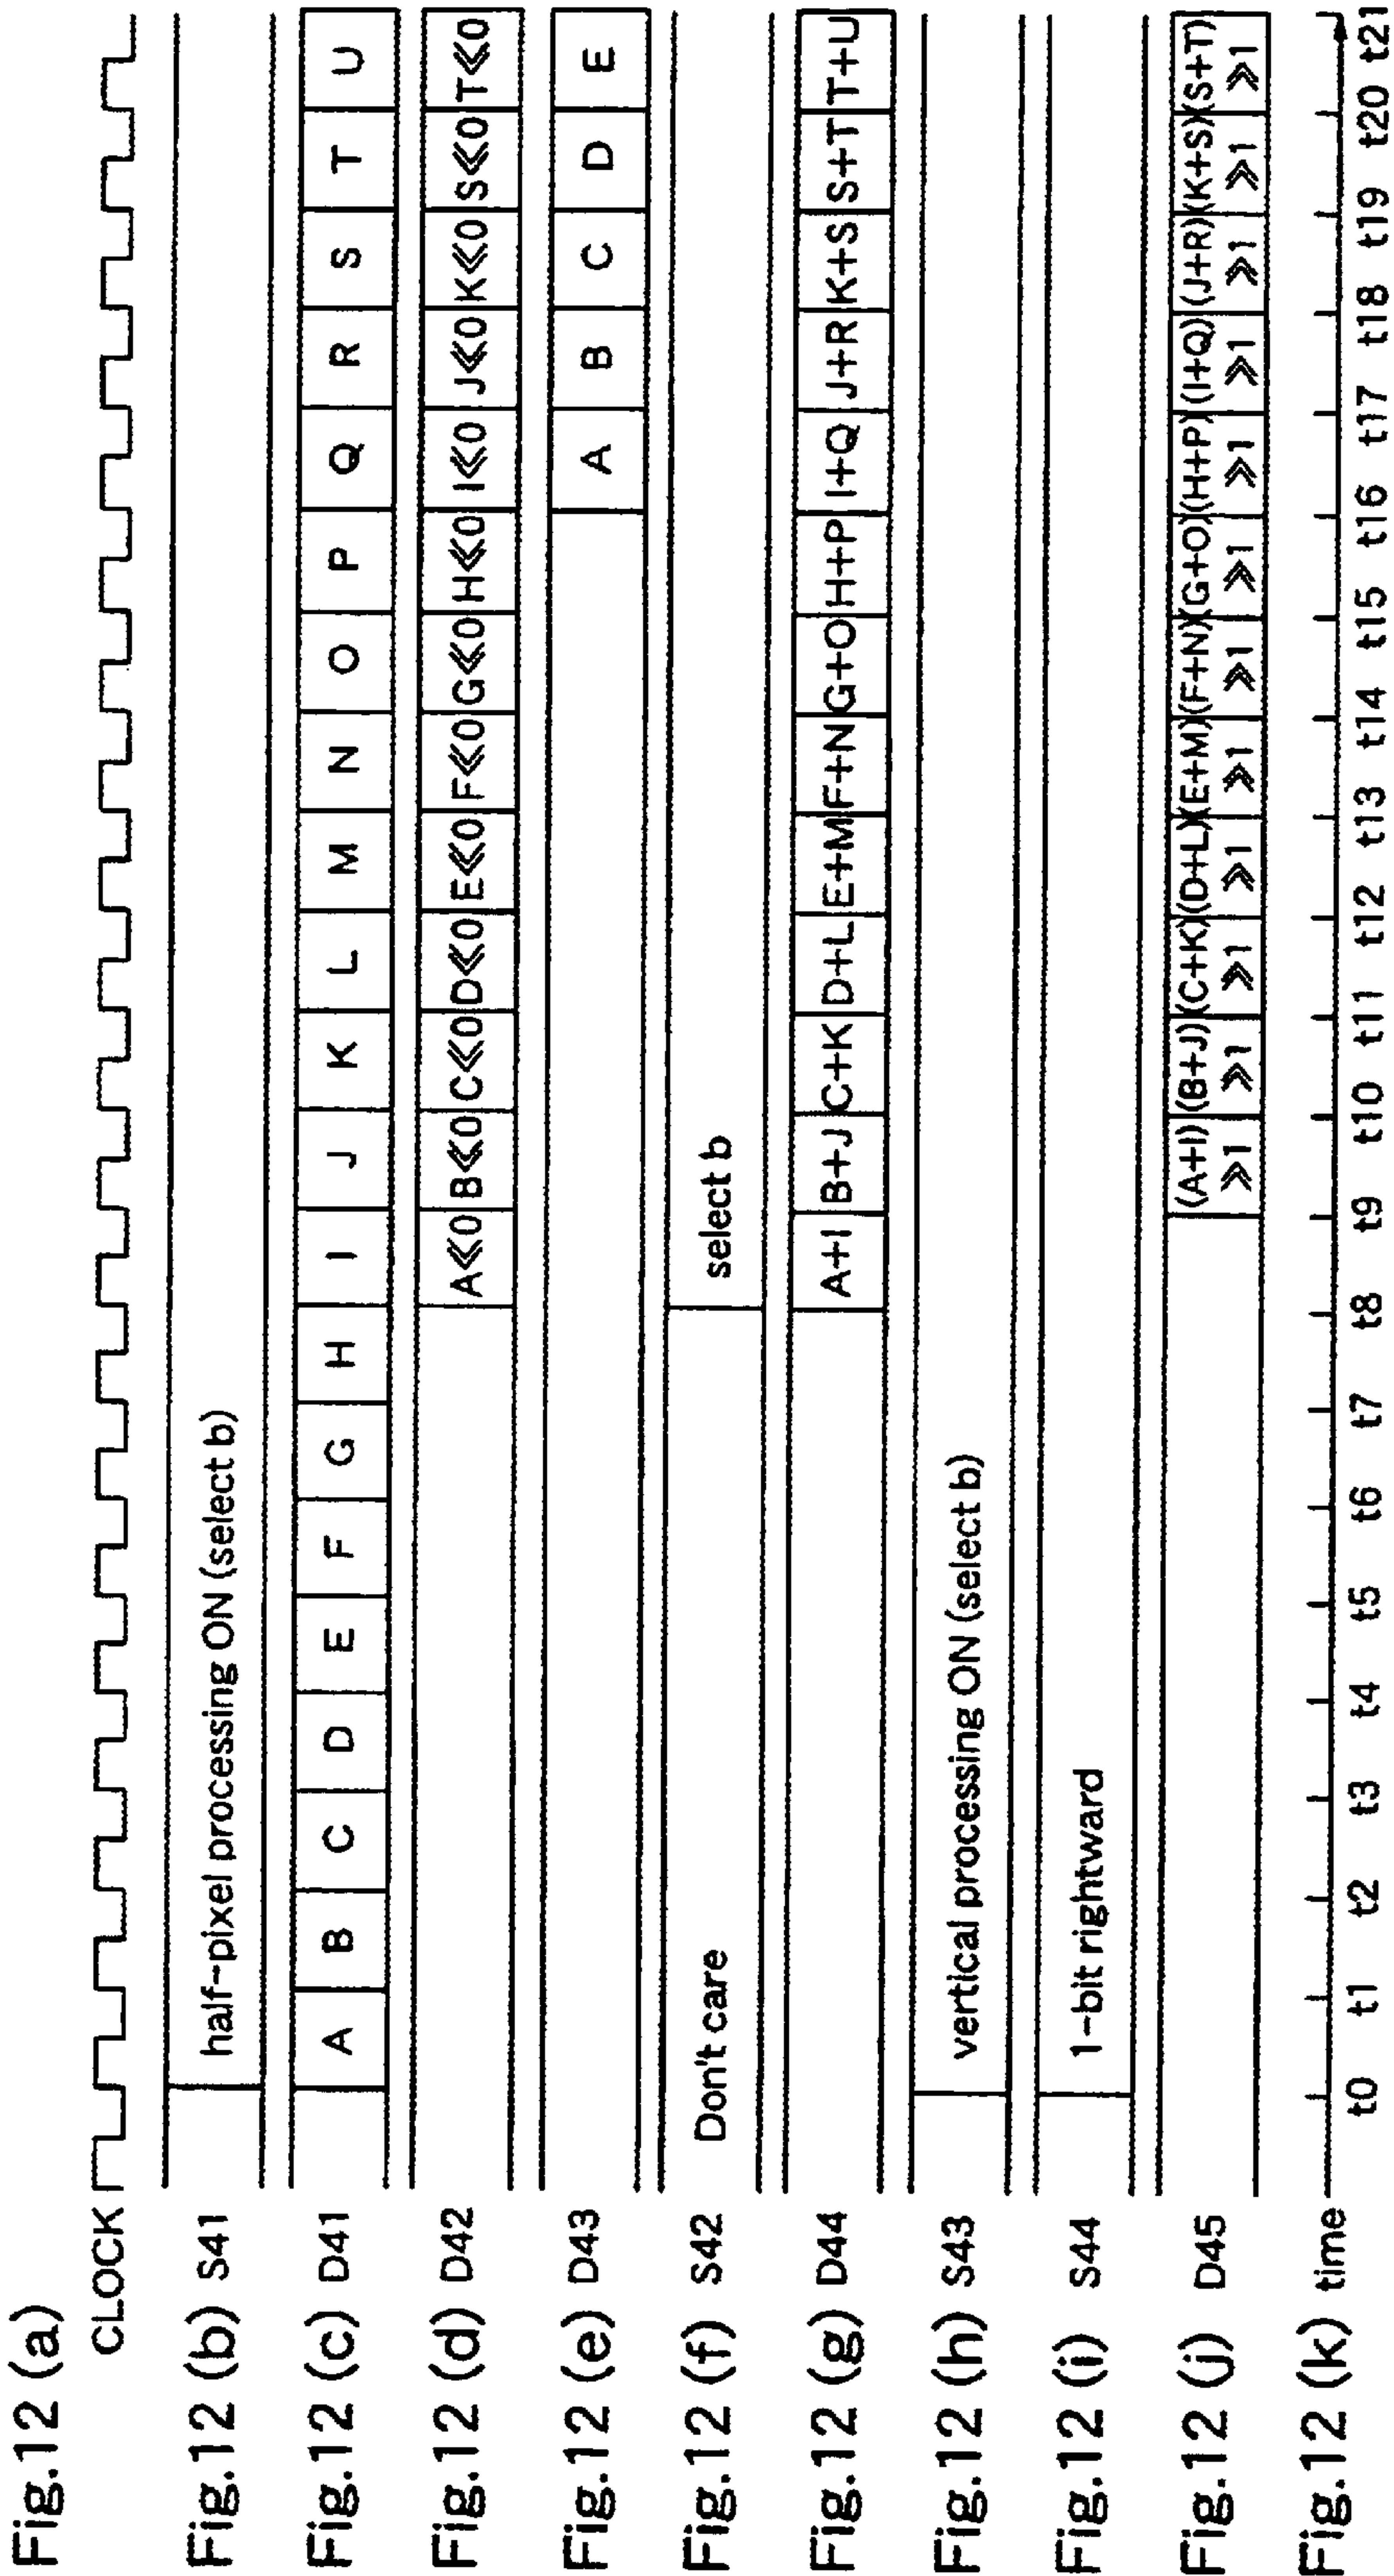 Fig.12 (a)
CLOCK
Fig.12 (b) S41 half-pixel processing ON (select b)
Fig.12 (c) D41 A B C D E F G H I J K L M N O P Q R S T U
Fig.12 (d) D42 A≪0 B≪0 C≪0 D≪0 E≪0 F≪0 G≪0 H≪0 I≪0 J≪0 K≪0 S≪0 T≪0
Fig.12 (e) D43 A B C D E
Fig.12 (f) S42 Don't care select b
Fig.12 (g) D44 A+I B+J C+K D+L E+M F+N G+O H+P I+Q J+R K+S S+T T+U
Fig.12 (h) S43 vertical processing ON (select b)
Fig.12 (i) S44 1-bit rightward
Fig.12 (j) D45 (A+I) (B+J) (C+K) (D+L) (E+M) (F+N) (G+O) (H+P) (I+Q) (J+R) (K+S) (S+T)
≫1 ≫1 ≫1 ≫1 ≫1 ≫1 ≫1 ≫1 ≫1 ≫1 ≫1 ≫1
Fig.12 (k) time t0 t1 t2 t3 t4 t5 t6 t7 t8 t9 t10 t11 t12 t13 t14 t15 t16 t17 t18 t19 t20 t21